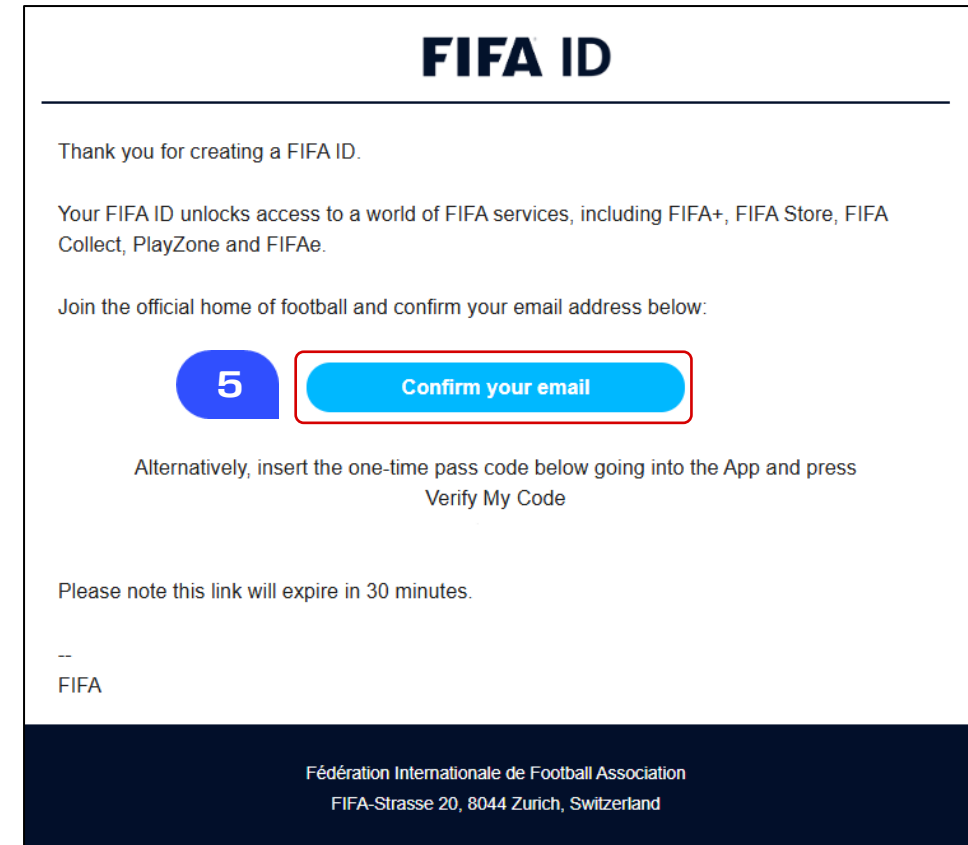 FIFA ID
Thank you for creating a FIFA ID.
Your FIFA ID unlocks access to a world of FIFA services, including FIFA+, FIFA Store, FIFA
Collect, PlayZone and FIFAe.
Join the official home of football and confirm your email address below:
5
Confirm your email
Alternatively, insert the one-time pass code below going into the App and press
Verify My Code
Please note this link will expire in 30 minutes.
--
FIFA
Fédération Internationale de Football Association
FIFA-Strasse 20, 8044 Zurich, Switzerland